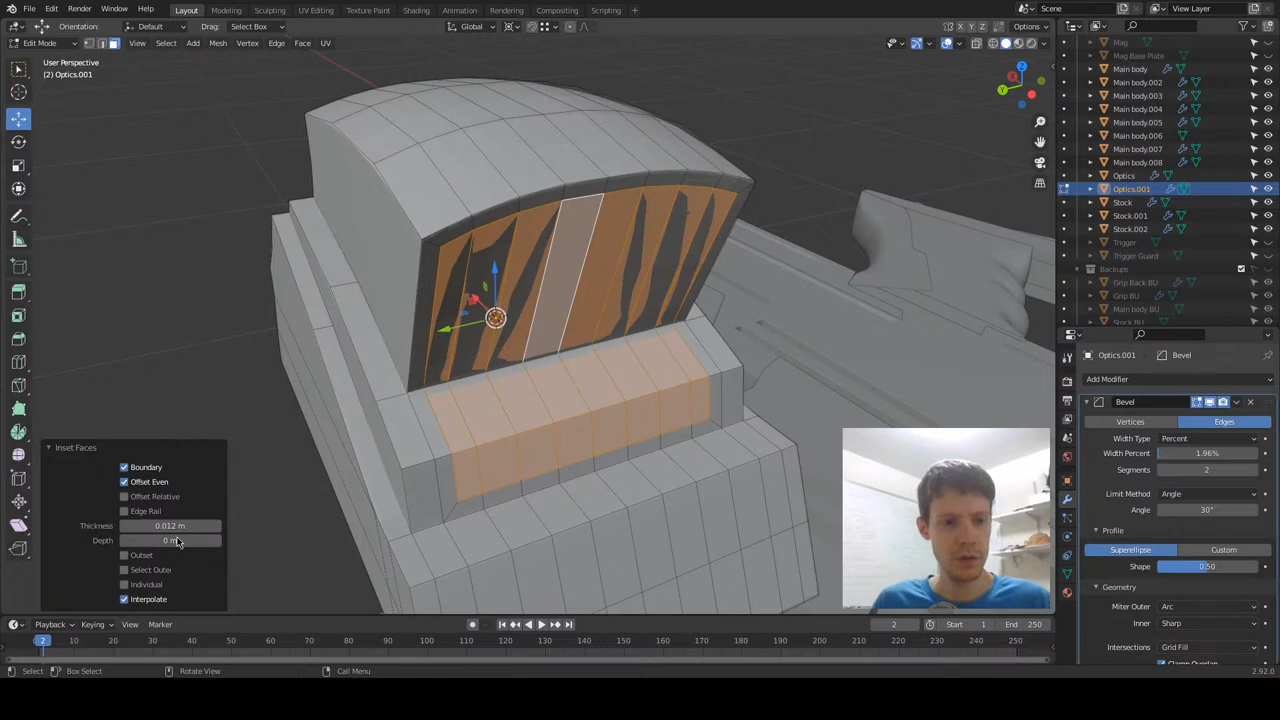 File Edit Render Window Help Layout Modeling Sculpting UV Editing Texture Paint Shading Animation Rendering Compositing Scripting + Scene View Layer
Orientation: Default Drag: Select Box Global X Y Z Options
Edit Mode View Select Add Mesh Vertex Edge Face UV
User Perspective
(2) Optics.001
Z
X
Y
Mag
Mag Base Plate
Main body
Main body.002
Main body.003
Main body.004
Main body.005
Main body.006
Main body.007
Main body.008
Optics
Optics.001
Stock
Stock.001
Stock.002
Trigger
Trigger Guard
Backups
Grip Back BU
Grip BU
Main body BU
Stock BU
Optics.001 Bevel
Add Modifier
Bevel
Vertices Edges
Width Type Percent
Width Percent 1.96%
Segments 2
Limit Method Angle
Angle 30°
Profile
Superellipse Custom
Shape 0.50
Geometry
Miter Outer Arc
Inner Sharp
Intersections Grid Fill
Clamp Overlap
Inset Faces
Boundary
Offset Even
Offset Relative
Edge Rail
Thickness 0.012 m
Depth 0 m
Outset
Select Outer
Individual
Interpolate
Playback Keying View Marker 2 Start 1 End 250
2 10 20 30 40 50 60 70 80 90 100 110 120 130 140 150 160 170 180 190 200 210 220 230 240 250
Select Box Select Rotate View Call Menu 2.92.0